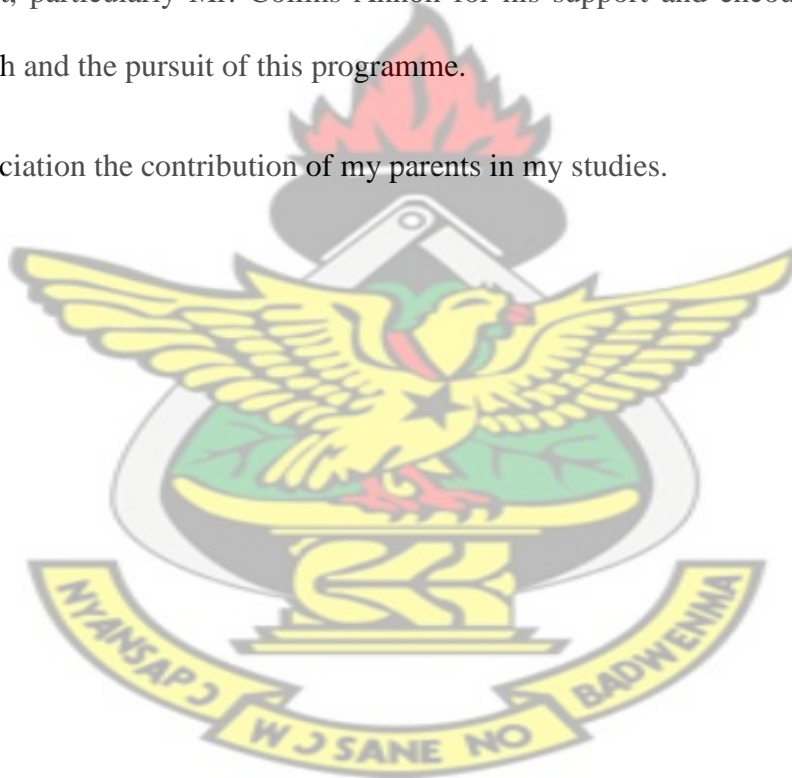 particularly Mr. Collins for his support and encou
h and the pursuit of this programme.
ciation the contribution of my parents in my studies.
NYANSAPƆ
WƆSANE NO
BADWENMA